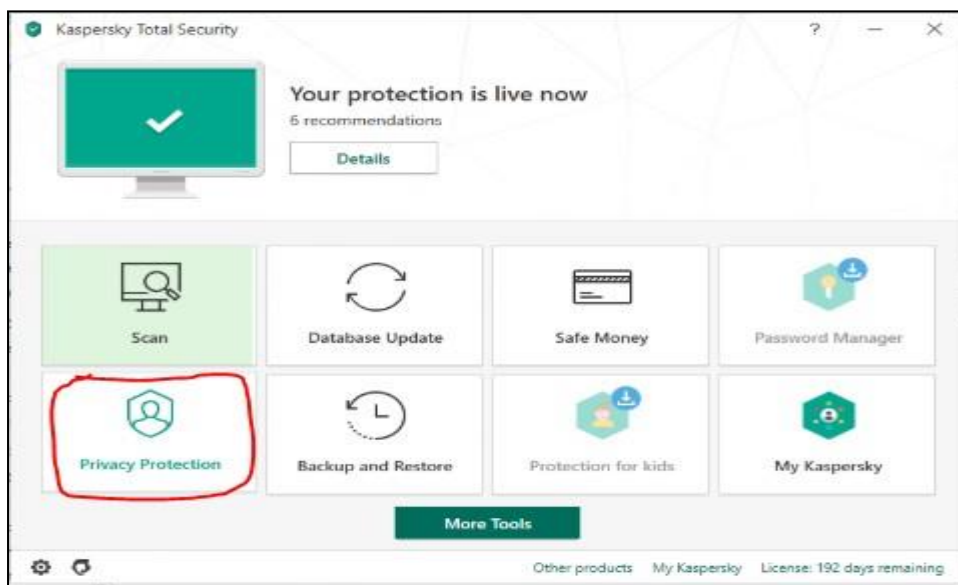 Kaspersky Total Security ?
Your protection is live now
6 recommendations
Details
Scan
Database Update
Safe Money
Password Manager
Privacy Protection
Backup and Restore
Protection for kids
My Kaspersky
More Tools
Other products My Kaspersky License: 192 days remaining